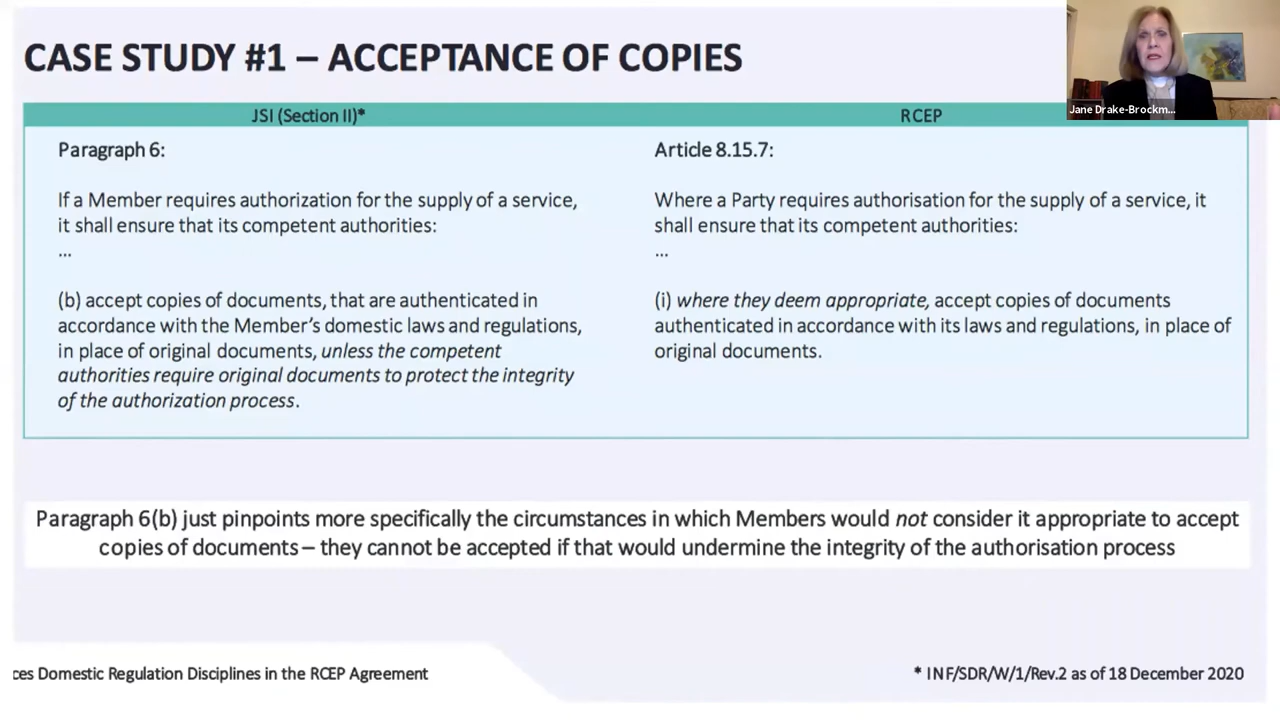 CASE STUDY #1 – ACCEPTANCE OF COPIES
Jane Drake-Brockm...
JSI (Section II)*
RCEP
Paragraph 6:
If a Member requires authorization for the supply of a service,
it shall ensure that its competent authorities:
...
(b) accept copies of documents, that are authenticated in
accordance with the Member's domestic laws and regulations,
in place of original documents, unless the competent
authorities require original documents to protect the integrity
of the authorization process.
Article 8.15.7:
Where a Party requires authorisation for the supply of a service, it
shall ensure that its competent authorities:
...
(i) where they deem appropriate, accept copies of documents
authenticated in accordance with its laws and regulations, in place of
original documents.
Paragraph 6(b) just pinpoints more specifically the circumstances in which Members would not consider it appropriate to accept
copies of documents – they cannot be accepted if that would undermine the integrity of the authorisation process
ces Domestic Regulation Disciplines in the RCEP Agreement
* INF/SDR/W/1/Rev.2 as of 18 December 2020